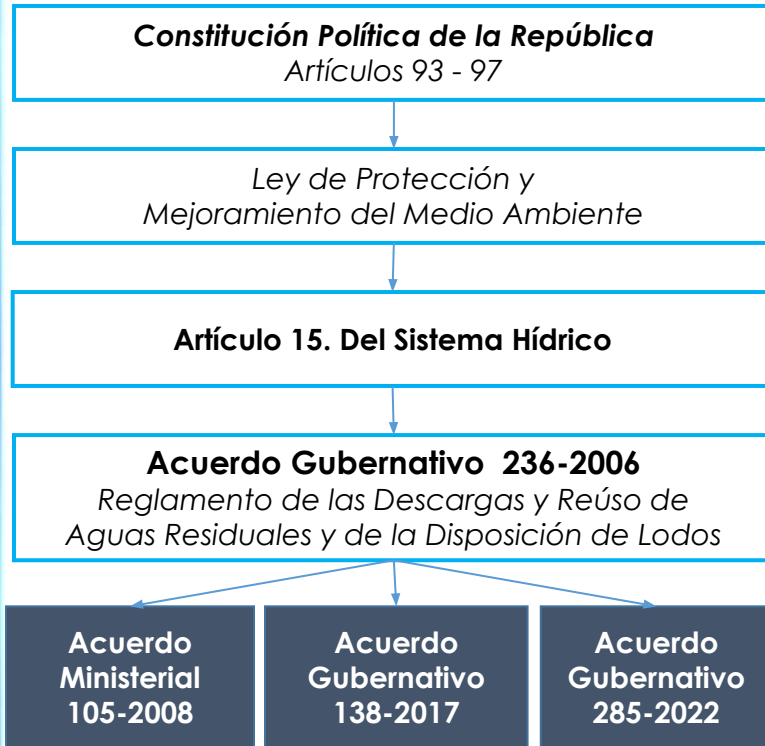 Constitución Política de la República
Artículos 93 - 97
Ley de Protección y
Mejoramiento del Medio Ambiente
Artículo 15. Del Sistema Hídrico
Acuerdo Gubernativo 236-2006
Reglamento de las Descargas y Reúso de
Aguas Residuales y de la Disposición de Lodos
Acuerdo
Ministerial
105-2008
Acuerdo
Gubernativo
138-2017
Acuerdo
Gubernativo
285-2022